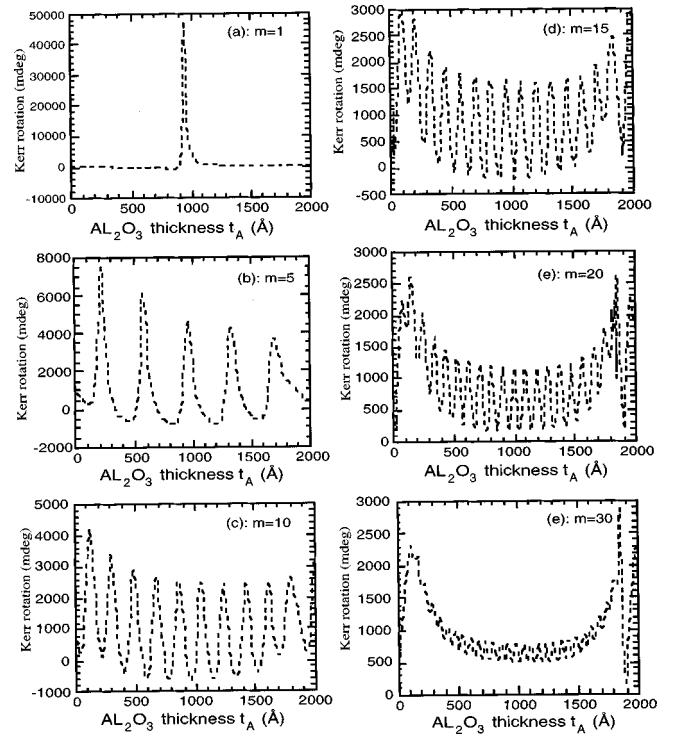 (a): m=1
Kerr rotation (mdeg)
50000
40000
30000
20000
10000
0
-10000
0 500 1000 1500 2000
AL2O3 thickness tA (Å)
(b): m=5
Kerr rotation (mdeg)
8000
6000
4000
2000
0
-2000
0 500 1000 1500 2000
AL2O3 thickness tA (Å)
(c): m=10
Kerr rotation (mdeg)
5000
4000
3000
2000
1000
0
-1000
0 500 1000 1500 2000
AL2O3 thickness tA (Å)
(d): m=15
Kerr rotation (mdeg)
3000
2500
2000
1500
1000
500
0
-500
0 500 1000 1500 2000
AL2O3 thickness tA (Å)
(e): m=20
Kerr rotation (mdeg)
3000
2500
2000
1500
1000
500
0
0 500 1000 1500 2000
AL2O3 thickness tA (Å)
(e): m=30
Kerr rotation (mdeg)
3000
2500
2000
1500
1000
500
0
0 500 1000 1500 2000
AL2O3 thickness tA (Å)